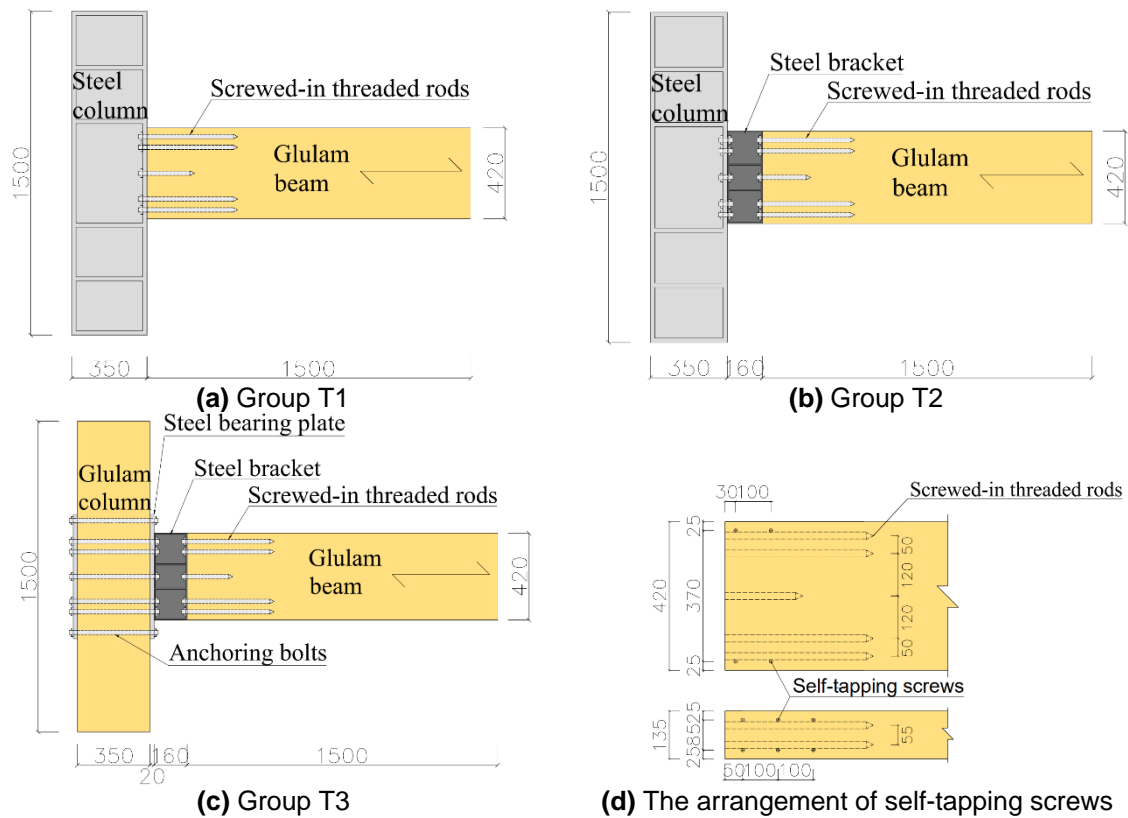 Steel
column
Screwed-in threaded rods
Glulam
beam
1500
420
350
1500
(a) Group T1
Steel bracket
Steel
column
Screwed-in threaded rods
Glulam
beam
1500
420
350
160
1500
(b) Group T2
Steel bearing plate
Glulam
column
Steel bracket
Screwed-in threaded rods
Glulam
beam
Anchoring bolts
1500
420
350
160
1500
20
(c) Group T3
30
100
Screwed-in threaded rods
25
420
370
25
50
120
120
50
Self-tapping screws
135
25
85
25
55
50
100
100
(d) The arrangement of self-tapping screws